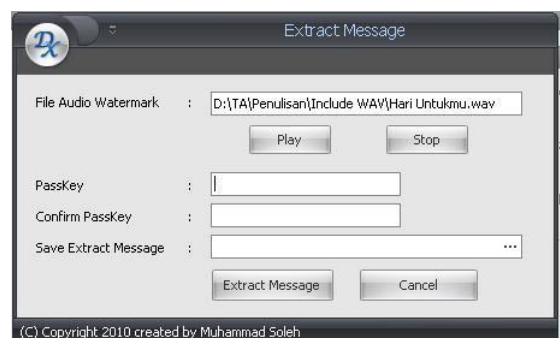 Dx
Extract Message
File Audio Watermark : D:\TA\Penulisan\Include WAV\Hari Untukmu.wav
Play Stop
PassKey :
Confirm PassKey :
Save Extract Message : ...
Extract Message Cancel
(C) Copyright 2010 created by Muhammad Soleh